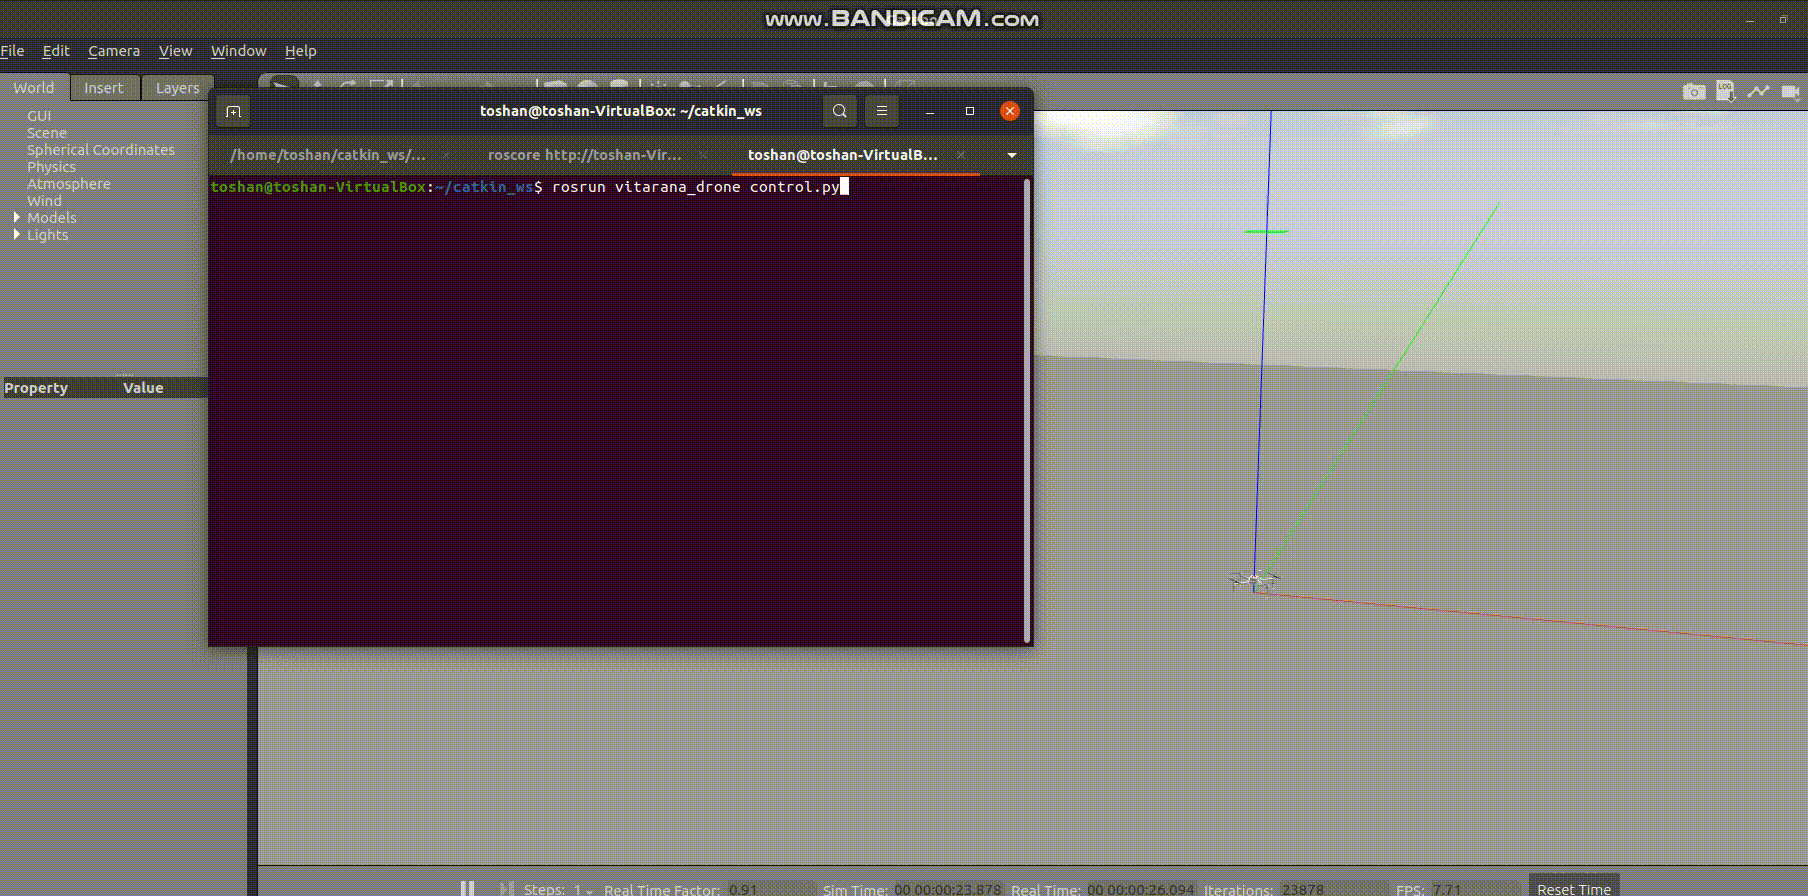 www.BANDICAM.com
File Edit Camera View Window Help
World Insert Layers
GUI
Scene
Spherical Coordinates
Physics
Atmosphere
Wind
Models
Lights
Property Value
toshan@toshan-VirtualBox: ~/catkin_ws
/home/toshan/catkin_ws/... roscore http://toshan-Vir... toshan@toshan-VirtualB...
toshan@toshan-VirtualBox:~/catkin_ws$ rosrun vitarana_drone control.py
LOG
Steps: 1 Real Time Factor: 0.91 Sim Time: 00 00:00:23.878 Real Time: 00 00:00:26.094 Iterations: 23878 FPS: 7.71 Reset Time